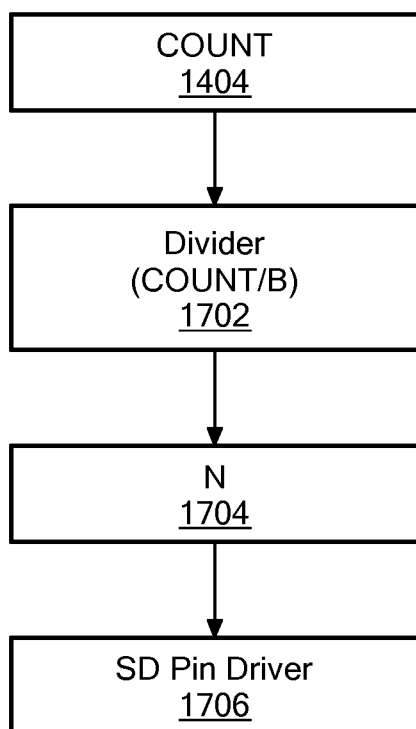 COUNT
1404
Divider
(COUNT/B)
1702
N
1704
SD Pin Driver
1706